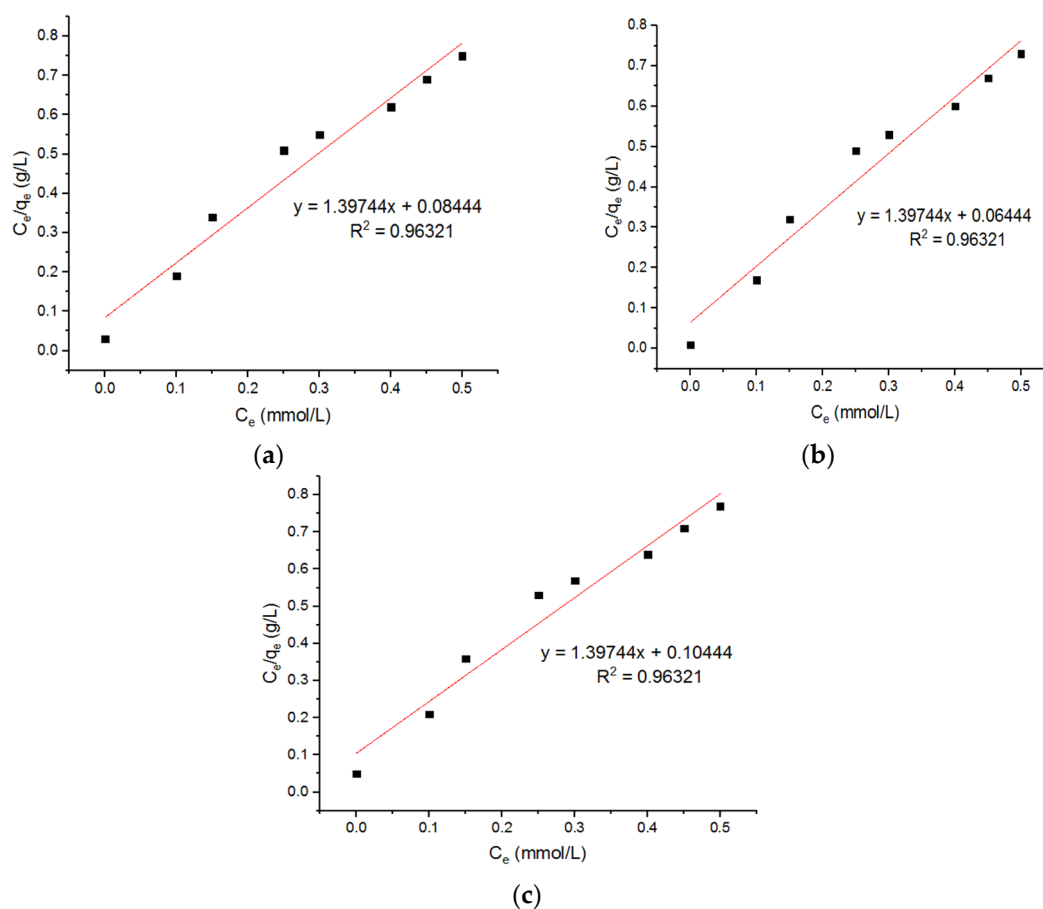 0.8
0.7
0.6
0.5
0.4
0.3
0.2
0.1
0.0
Cₑ/qₑ (g/L)
y = 1.39744x + 0.08444
R² = 0.96321
0.0 0.1 0.2 0.3 0.4 0.5
Cₑ (mmol/L)
(a)
0.8
0.7
0.6
0.5
0.4
0.3
0.2
0.1
0.0
Cₑ/qₑ (g/L)
y = 1.39744x + 0.06444
R² = 0.96321
0.0 0.1 0.2 0.3 0.4 0.5
Cₑ (mmol/L)
(b)
0.8
0.7
0.6
0.5
0.4
0.3
0.2
0.1
0.0
Cₑ/qₑ (g/L)
y = 1.39744x + 0.10444
R² = 0.96321
0.0 0.1 0.2 0.3 0.4 0.5
Cₑ (mmol/L)
(c)